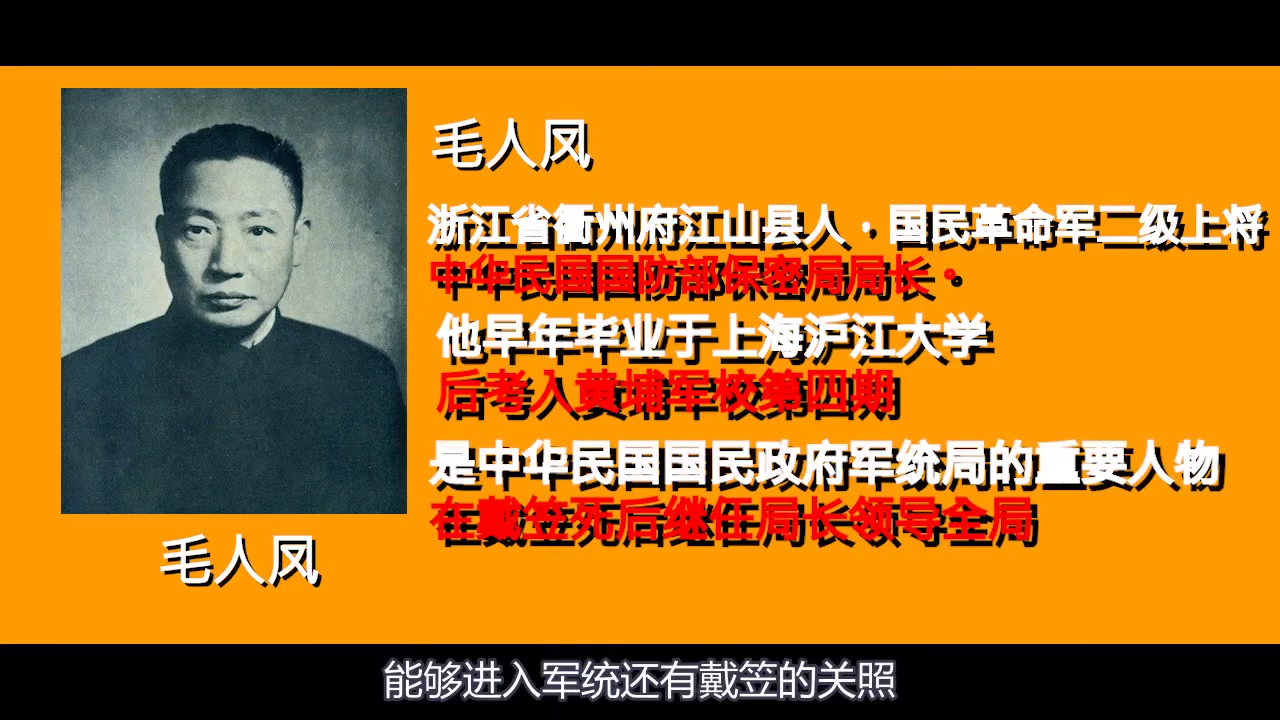 毛人凤
浙江省衢州府江山县人·国民革命军二级上将
中华民国国防部保密局局长。
他早年毕业于上海沪江大学
后考入黄埔军校第四期
是中华民国国民政府军统局的重要人物
在戴笠死后继任局长领导全局
毛人凤
能够进入军统还有戴笠的关照